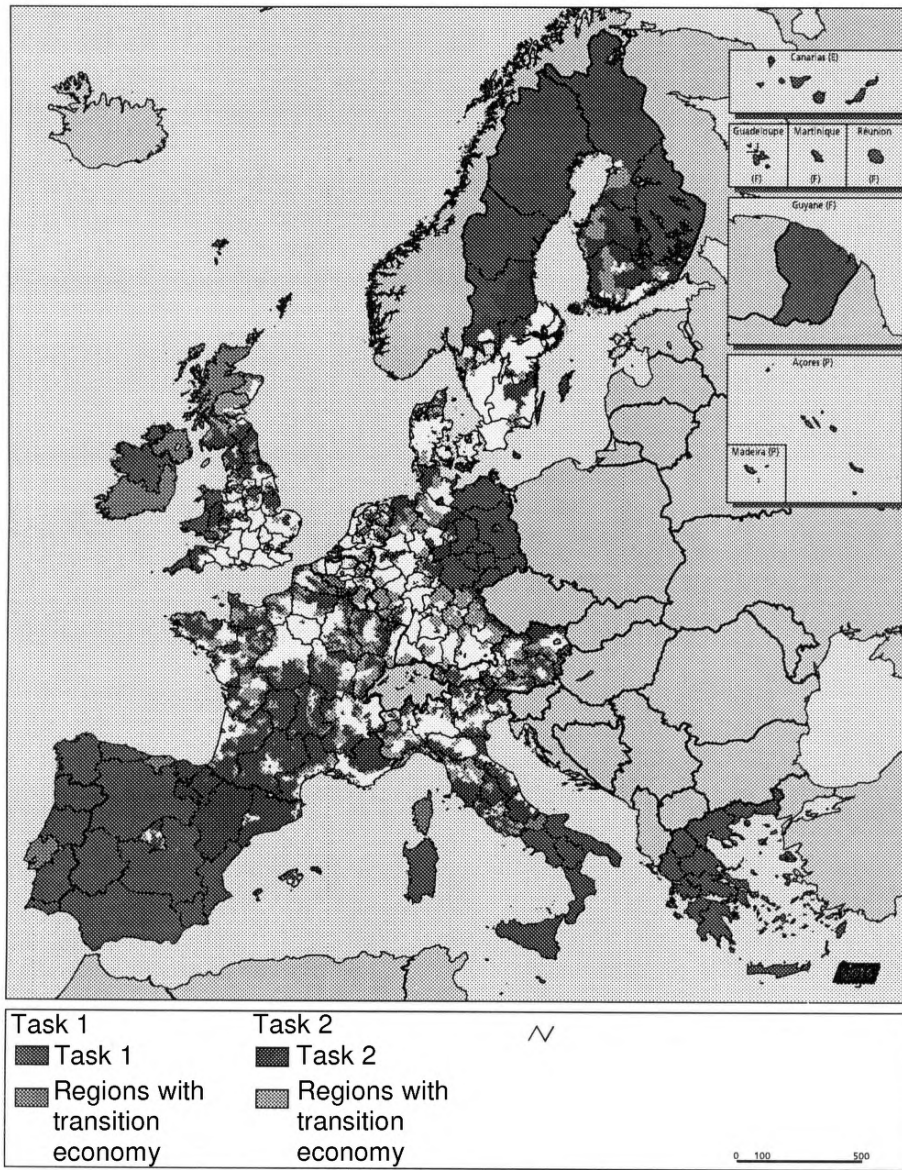 Canarias (E)
Guadeloupe
Martinique
Réunion
(F)
(F)
(F)
Guyane (F)
Açores (P)
Madeira (P)
Task 1
Task 2
Task 1
Task 2
Regions with
transition
economy
Regions with
transition
economy
0 100 500